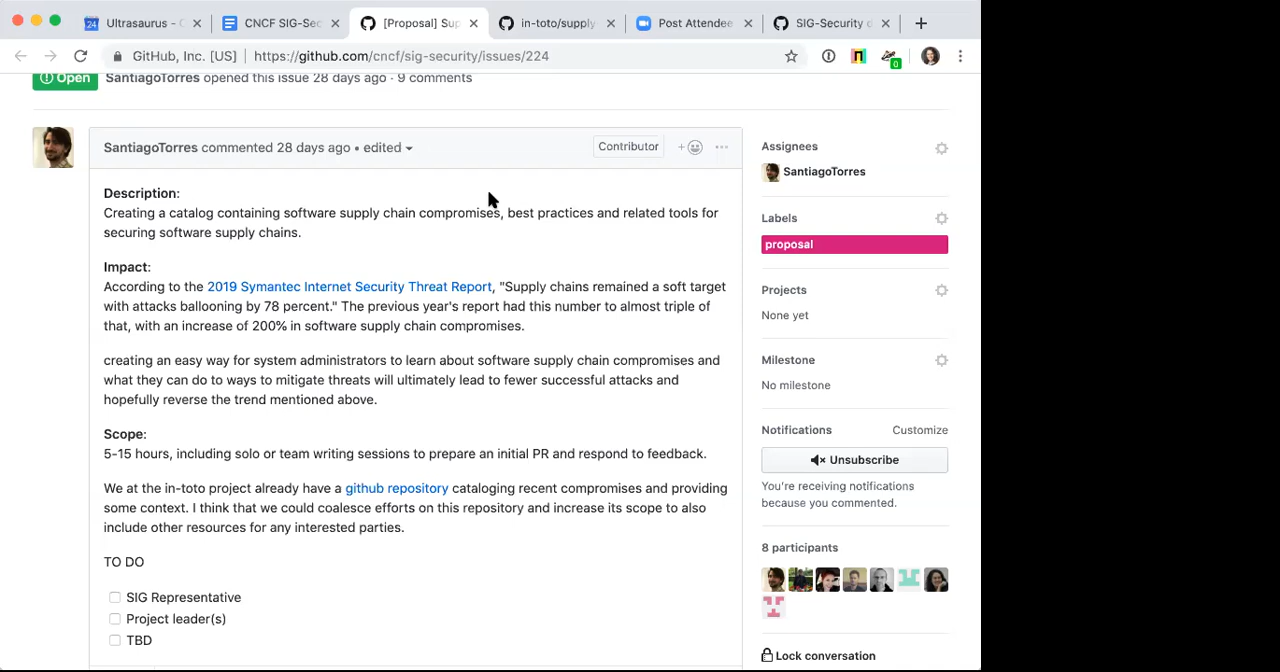 Ultrasaurus - C
CNCF SIG-Sec
[Proposal] Sup
in-toto/supply
Post Attendee
SIG-Security d
GitHub, Inc. [US]
https://github.com/cncf/sig-security/issues/224
Open SantiagoTorres opened this issue 28 days ago · 9 comments
SantiagoTorres commented 28 days ago • edited
Contributor
Description:
Creating a catalog containing software supply chain compromises, best practices and related tools for
securing software supply chains.
Impact:
According to the 2019 Symantec Internet Security Threat Report, "Supply chains remained a soft target
with attacks ballooning by 78 percent." The previous year's report had this number to almost triple of
that, with an increase of 200% in software supply chain compromises.
creating an easy way for system administrators to learn about software supply chain compromises and
what they can do to ways to mitigate threats will ultimately lead to fewer successful attacks and
hopefully reverse the trend mentioned above.
Scope:
5-15 hours, including solo or team writing sessions to prepare an initial PR and respond to feedback.
We at the in-toto project already have a github repository cataloging recent compromises and providing
some context. I think that we could coalesce efforts on this repository and increase its scope to also
include other resources for any interested parties.
TO DO
SIG Representative
Project leader(s)
TBD
Assignees
SantiagoTorres
Labels
proposal
Projects
None yet
Milestone
No milestone
Notifications
Customize
Unsubscribe
You're receiving notifications
because you commented.
8 participants
Lock conversation